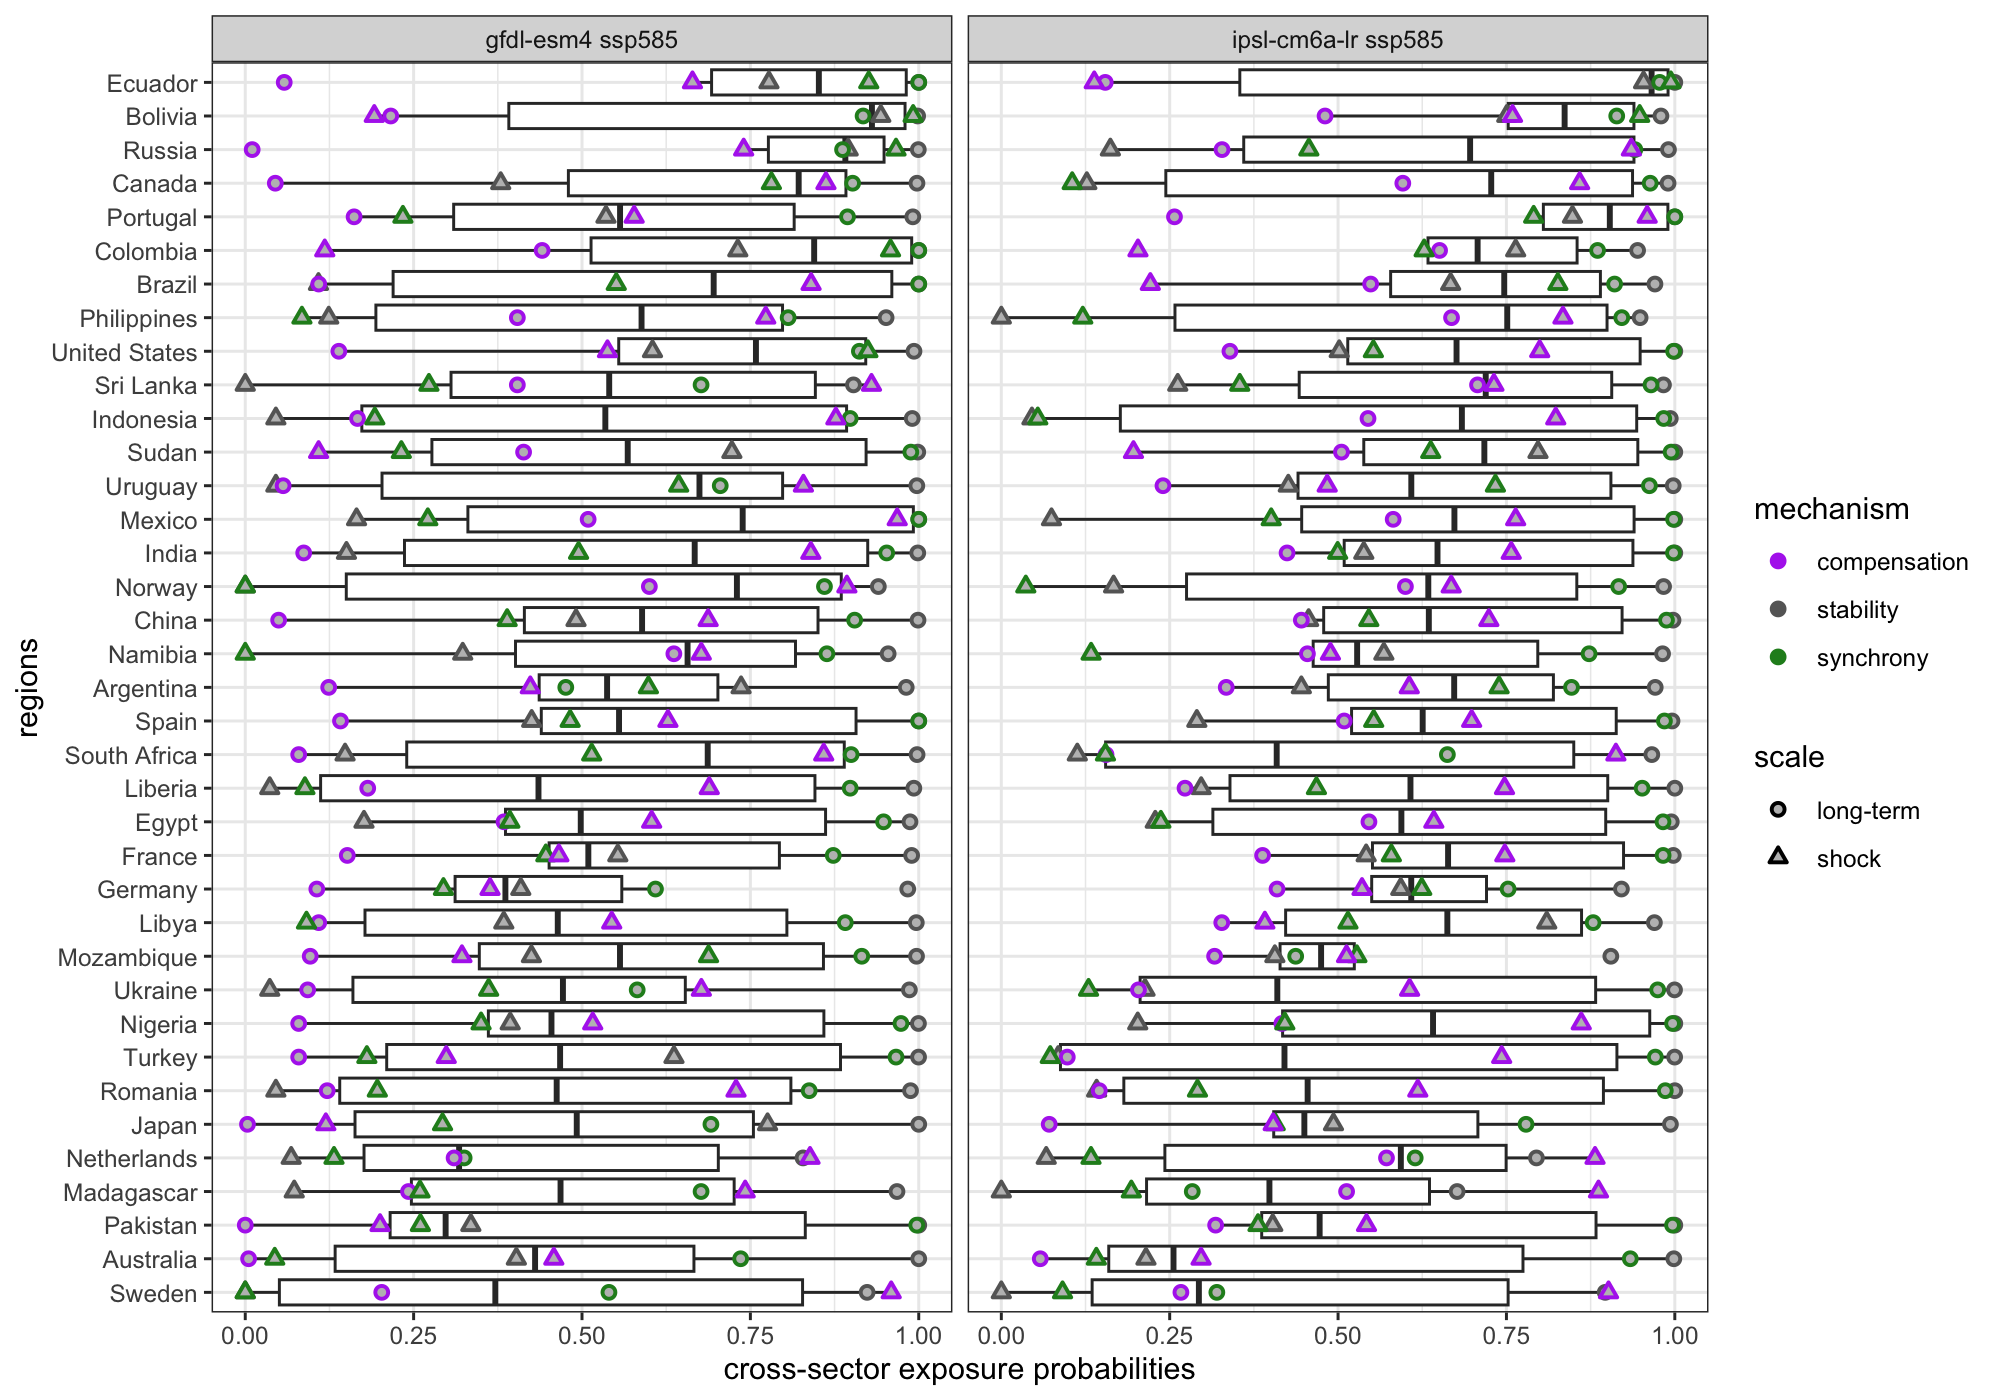 gfdl-esm4 ssp585
ipsl-cm6a-lr ssp585
Ecuador
Bolivia
Russia
Canada
Portugal
Colombia
Brazil
Philippines
United States
Sri Lanka
Indonesia
Sudan
Uruguay
Mexico
India
Norway
China
Namibia
Argentina
Spain
South Africa
Liberia
Egypt
France
Germany
Libya
Mozambique
Ukraine
Nigeria
Turkey
Romania
Japan
Netherlands
Madagascar
Pakistan
Australia
Sweden
regions
0.00 0.25 0.50 0.75 1.00
0.00 0.25 0.50 0.75 1.00
cross-sector exposure probabilities
mechanism
compensation
stability
synchrony
scale
long-term
shock